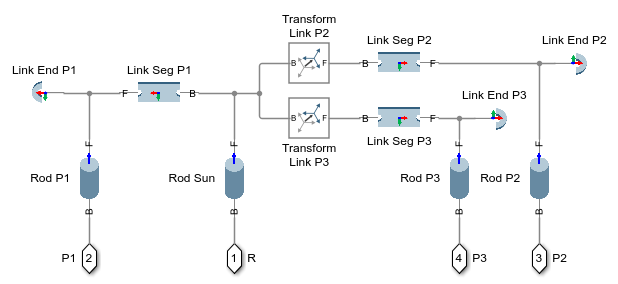 Transform
Link P2
Link Seg P2
Link End P2
B
F
B
F
Link End P1
Link Seg P1
F
B
Link End P3
B
F
B
F
Transform
Link P3
Link Seg P3
F
F
F
F
Rod P1
Rod Sun
Rod P3
Rod P2
B
B
B
B
P1
2
1
R
4
P3
3
P2